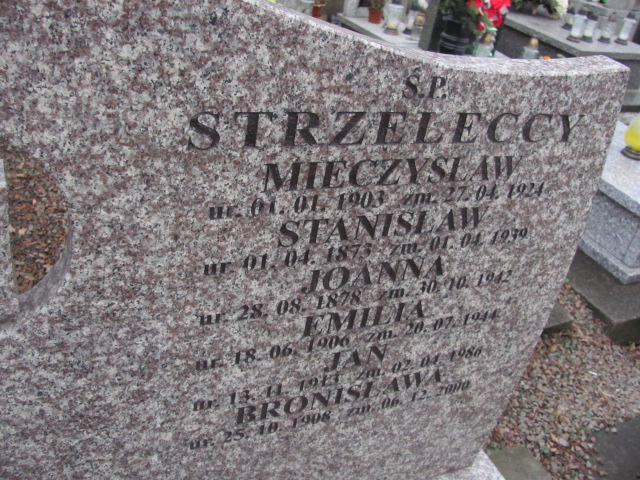 Ś.P.
STRZELECCY
MIECZYSŁAW
ur. 01. 01. 1903 zm. 27. 04. 1924
STANISŁAW
ur. 01. 04. 1873 zm. 01. 04. 1939
JOANNA
ur. 28. 08. 1878 zm. 30. 10. 1942
EMILIA
ur. 18. 06. 1906 zm. 20. 07. 1944
JAN
ur. 13. 11. zm. 02. 04. 1986
BRONISŁAWA
ur. 25. 10. 1908 zm. 06. 12. 2000